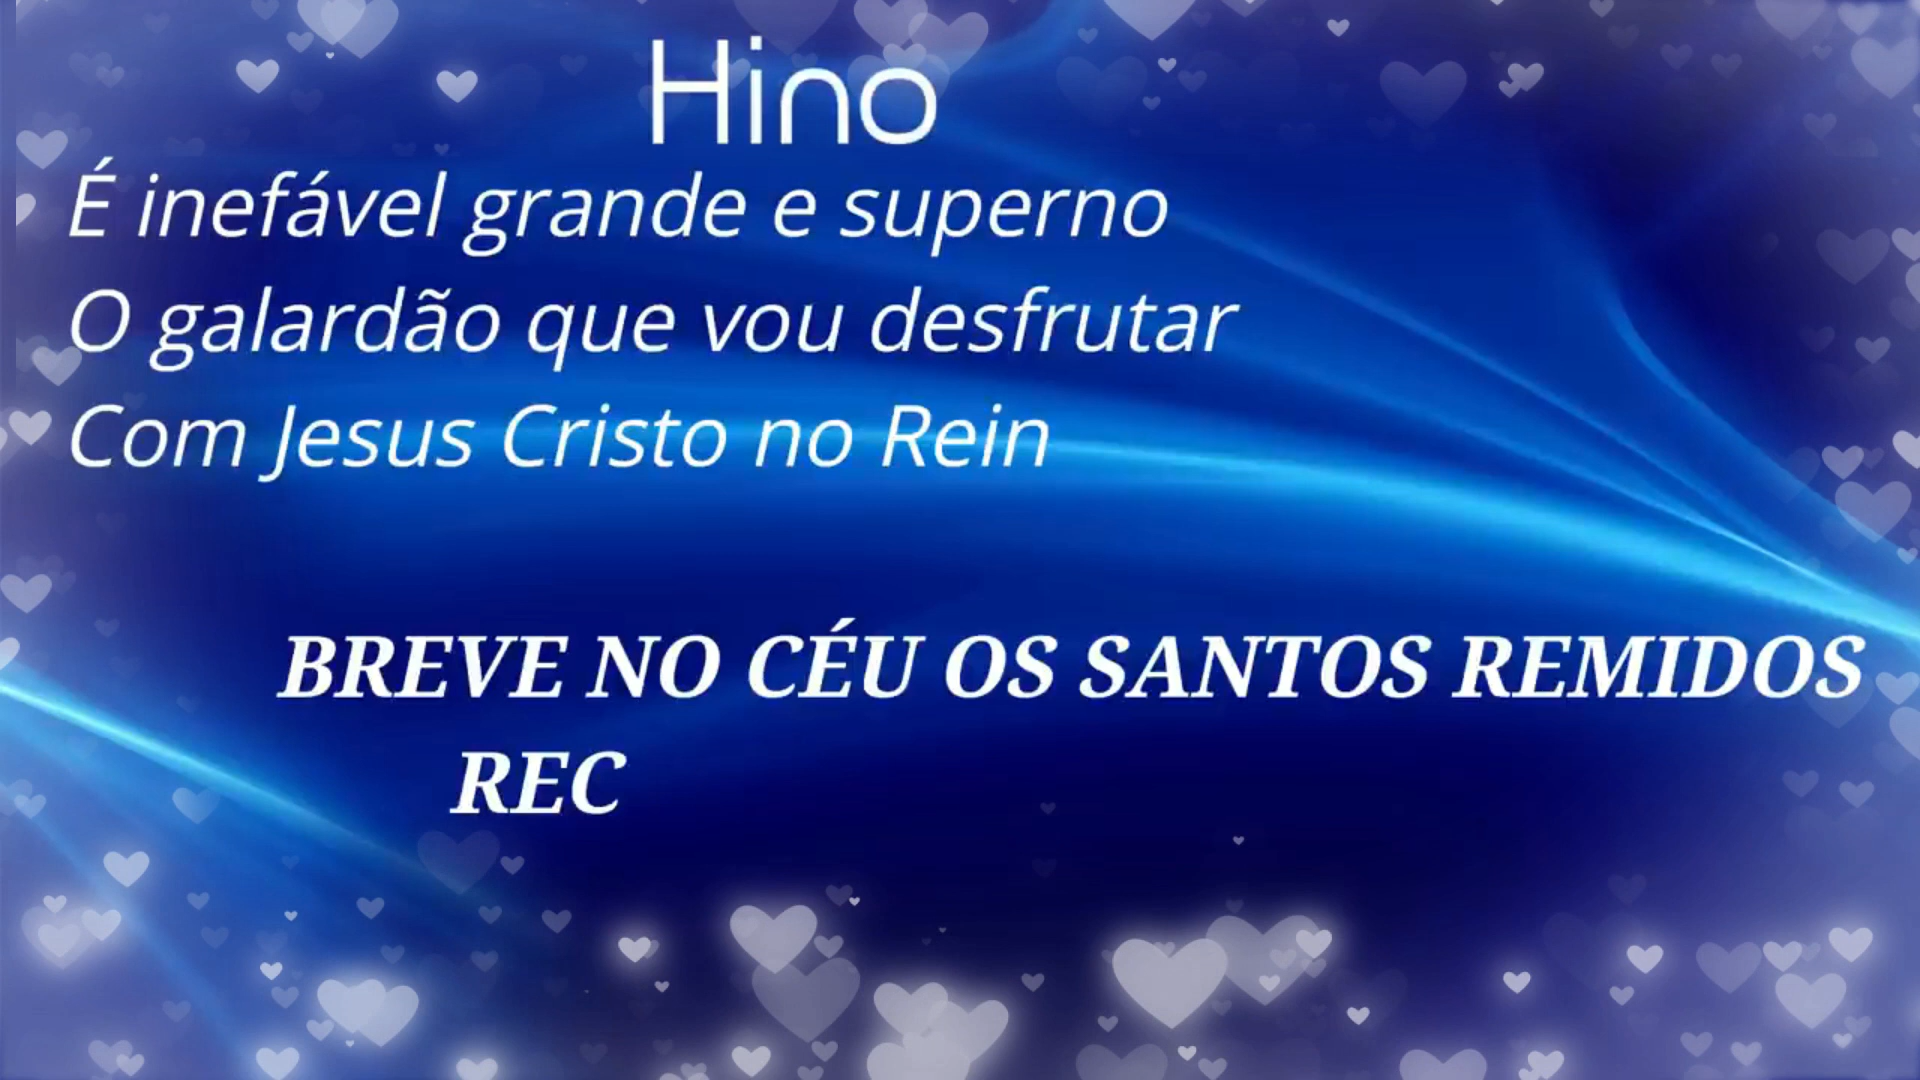 Hino
É inefável grande e superno
O galardão que vou desfrutar
Com Jesus Cristo no Rein
BREVE NO CÉU OS SANTOS REMIDOS
REC